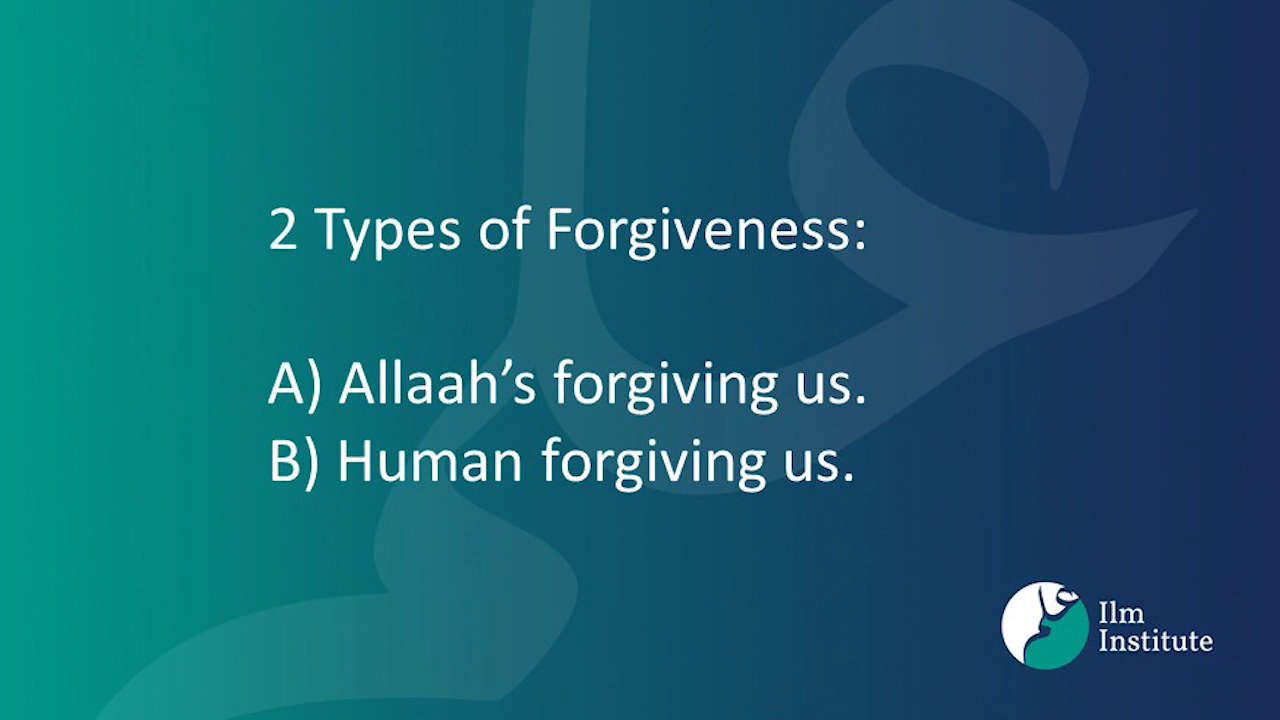 2 Types of Forgiveness:
A) Allaah’s forgiving us.
B) Human forgiving us.
Ilm
Institute